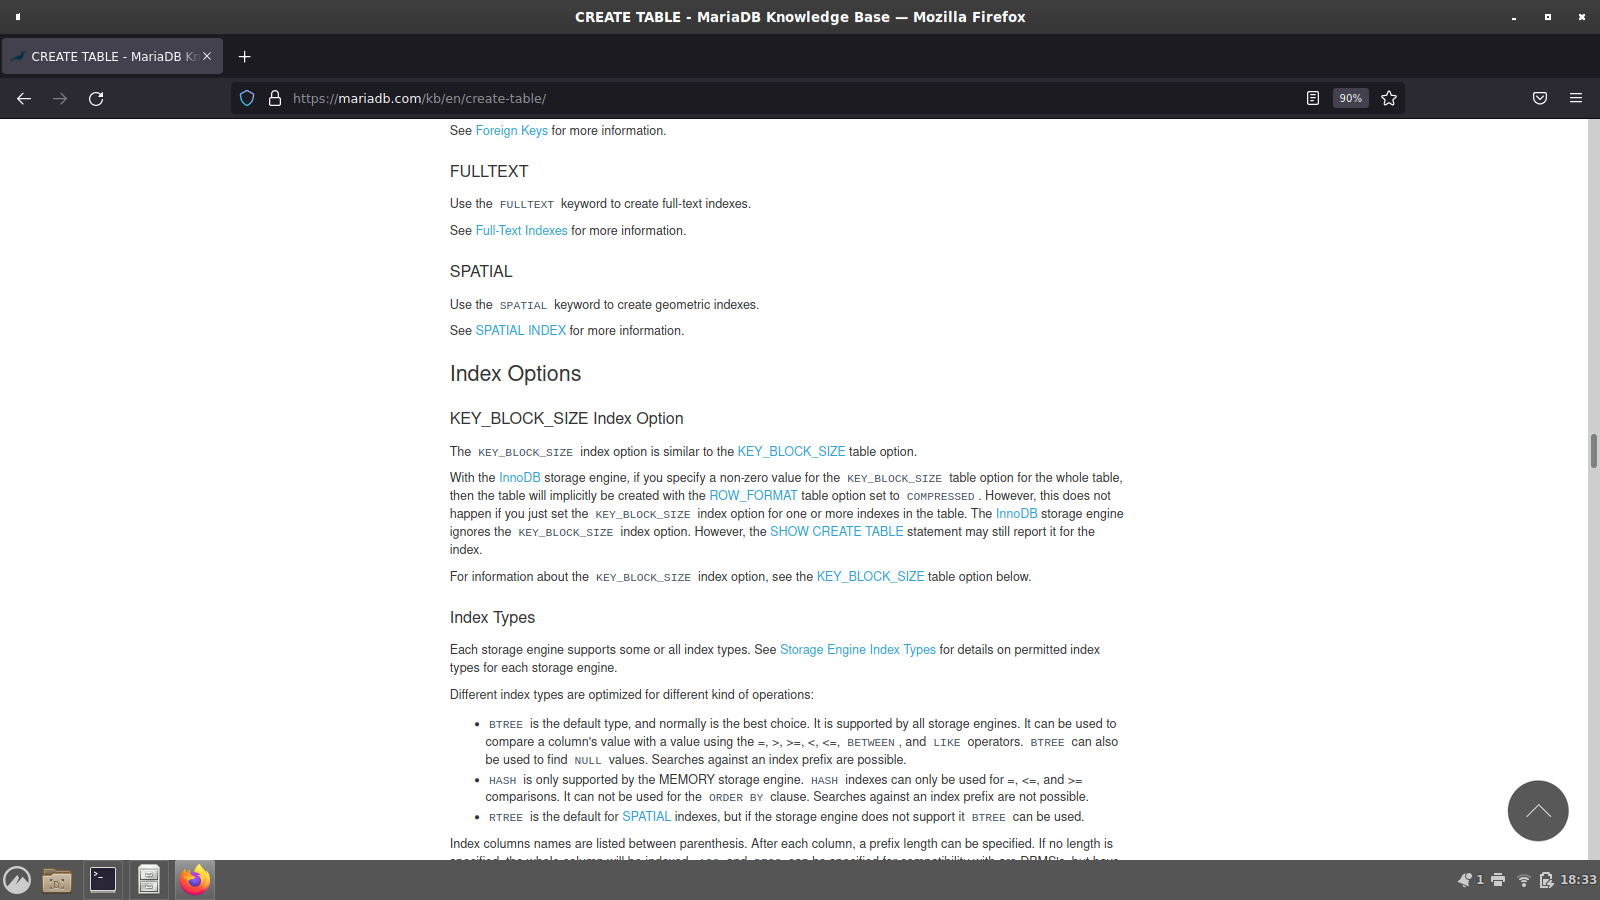 CREATE TABLE - MariaDB Knowledge Base — Mozilla Firefox
CREATE TABLE - MariaDB Kn
https://mariadb.com/kb/en/create-table/
90%
See Foreign Keys for more information.
FULLTEXT
Use the FULLTEXT keyword to create full-text indexes.
See Full-Text Indexes for more information.
SPATIAL
Use the SPATIAL keyword to create geometric indexes.
See SPATIAL INDEX for more information.
Index Options
KEY_BLOCK_SIZE Index Option
The KEY_BLOCK_SIZE index option is similar to the KEY_BLOCK_SIZE table option.
With the InnoDB storage engine, if you specify a non-zero value for the KEY_BLOCK_SIZE table option for the whole table,
then the table will implicitly be created with the ROW_FORMAT table option set to COMPRESSED. However, this does not
happen if you just set the KEY_BLOCK_SIZE index option for one or more indexes in the table. The InnoDB storage engine
ignores the KEY_BLOCK_SIZE index option. However, the SHOW CREATE TABLE statement may still report it for the
index.
For information about the KEY_BLOCK_SIZE index option, see the KEY_BLOCK_SIZE table option below.
Index Types
Each storage engine supports some or all index types. See Storage Engine Index Types for details on permitted index
types for each storage engine.
Different index types are optimized for different kind of operations:
• BTREE is the default type, and normally is the best choice. It is supported by all storage engines. It can be used to
compare a column's value with a value using the =, >, >=, <, <=, BETWEEN, and LIKE operators. BTREE can also
be used to find NULL values. Searches against an index prefix are possible.
• HASH is only supported by the MEMORY storage engine. HASH indexes can only be used for =, <=, and >=
comparisons. It can not be used for the ORDER BY clause. Searches against an index prefix are not possible.
• RTREE is the default for SPATIAL indexes, but if the storage engine does not support it BTREE can be used.
Index columns names are listed between parenthesis. After each column, a prefix length can be specified. If no length is
1
18:33